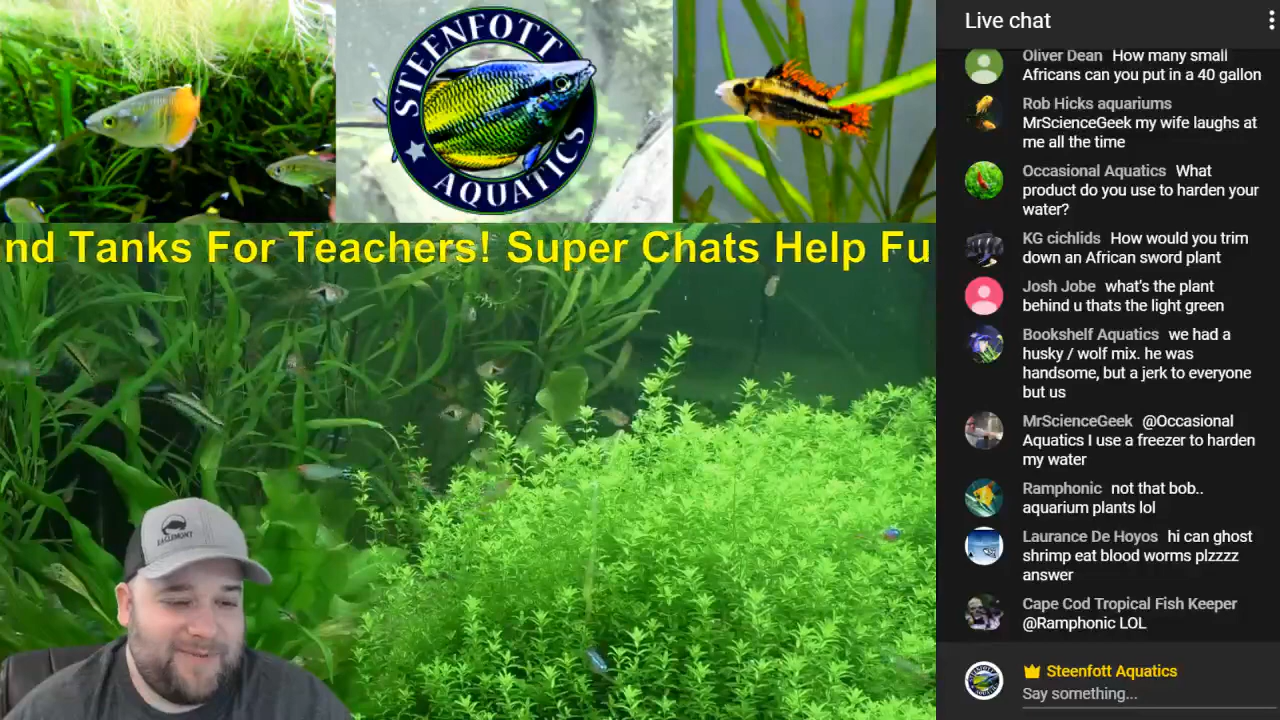 STEENFOTT
AQUATICS
nd Tanks For Teachers! Super Chats Help Fu
EAGLEMONT
Live chat
Oliver Dean How many small
Africans can you put in a 40 gallon
Rob Hicks aquariums
MrScienceGeek my wife laughs at
me all the time
Occasional Aquatics What
product do you use to harden your
water?
KG cichlids How would you trim
down an African sword plant
Josh Jobe what's the plant
behind u thats the light green
Bookshelf Aquatics we had a
husky / wolf mix. he was
handsome, but a jerk to everyone
but us
MrScienceGeek @Occasional
Aquatics I use a freezer to harden
my water
Ramphonic not that bob..
aquarium plants lol
Laurance De Hoyos hi can ghost
shrimp eat blood worms plzzzz
answer
Cape Cod Tropical Fish Keeper
@Ramphonic LOL
Steenfott Aquatics
Say something...